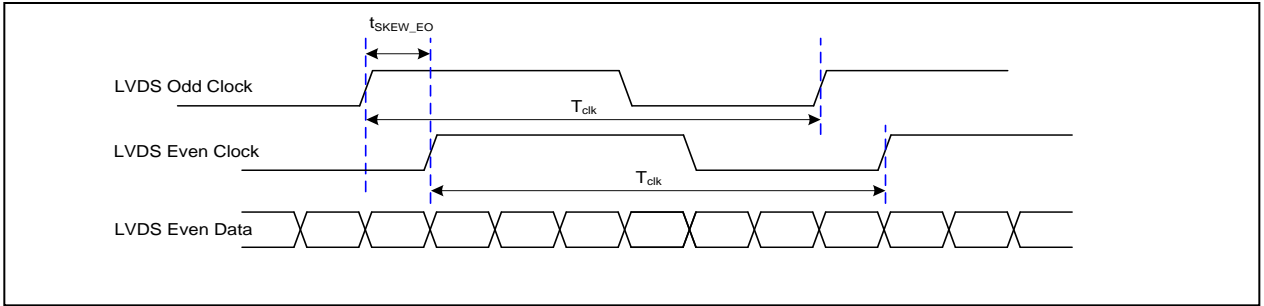 tSKEW_EO
LVDS Odd Clock
Tclk
LVDS Even Clock
Tclk
LVDS Even Data